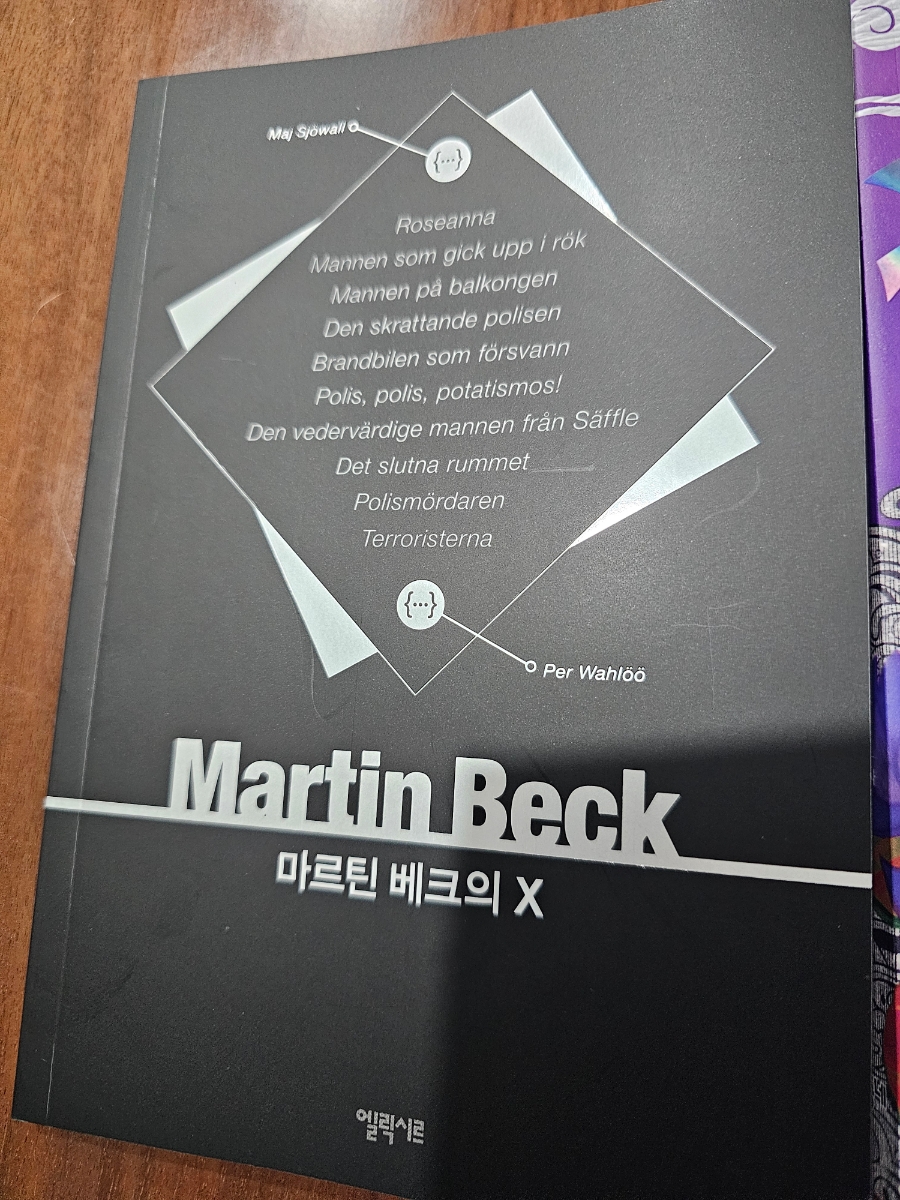 Maj Sjöwall
{···}
Roseanna
Mannen som gick upp i rök
Mannen på balkongen
Den skrattande polisen
Brandbilen som försvann
Polis, polis, potatismos!
Den vedervärdige mannen från Säffle
Det slutna rummet
Polismördaren
Terroristerna
{···}
Per Wahlöö
Martin Beck
마르틴 베크의 X
엘릭시르